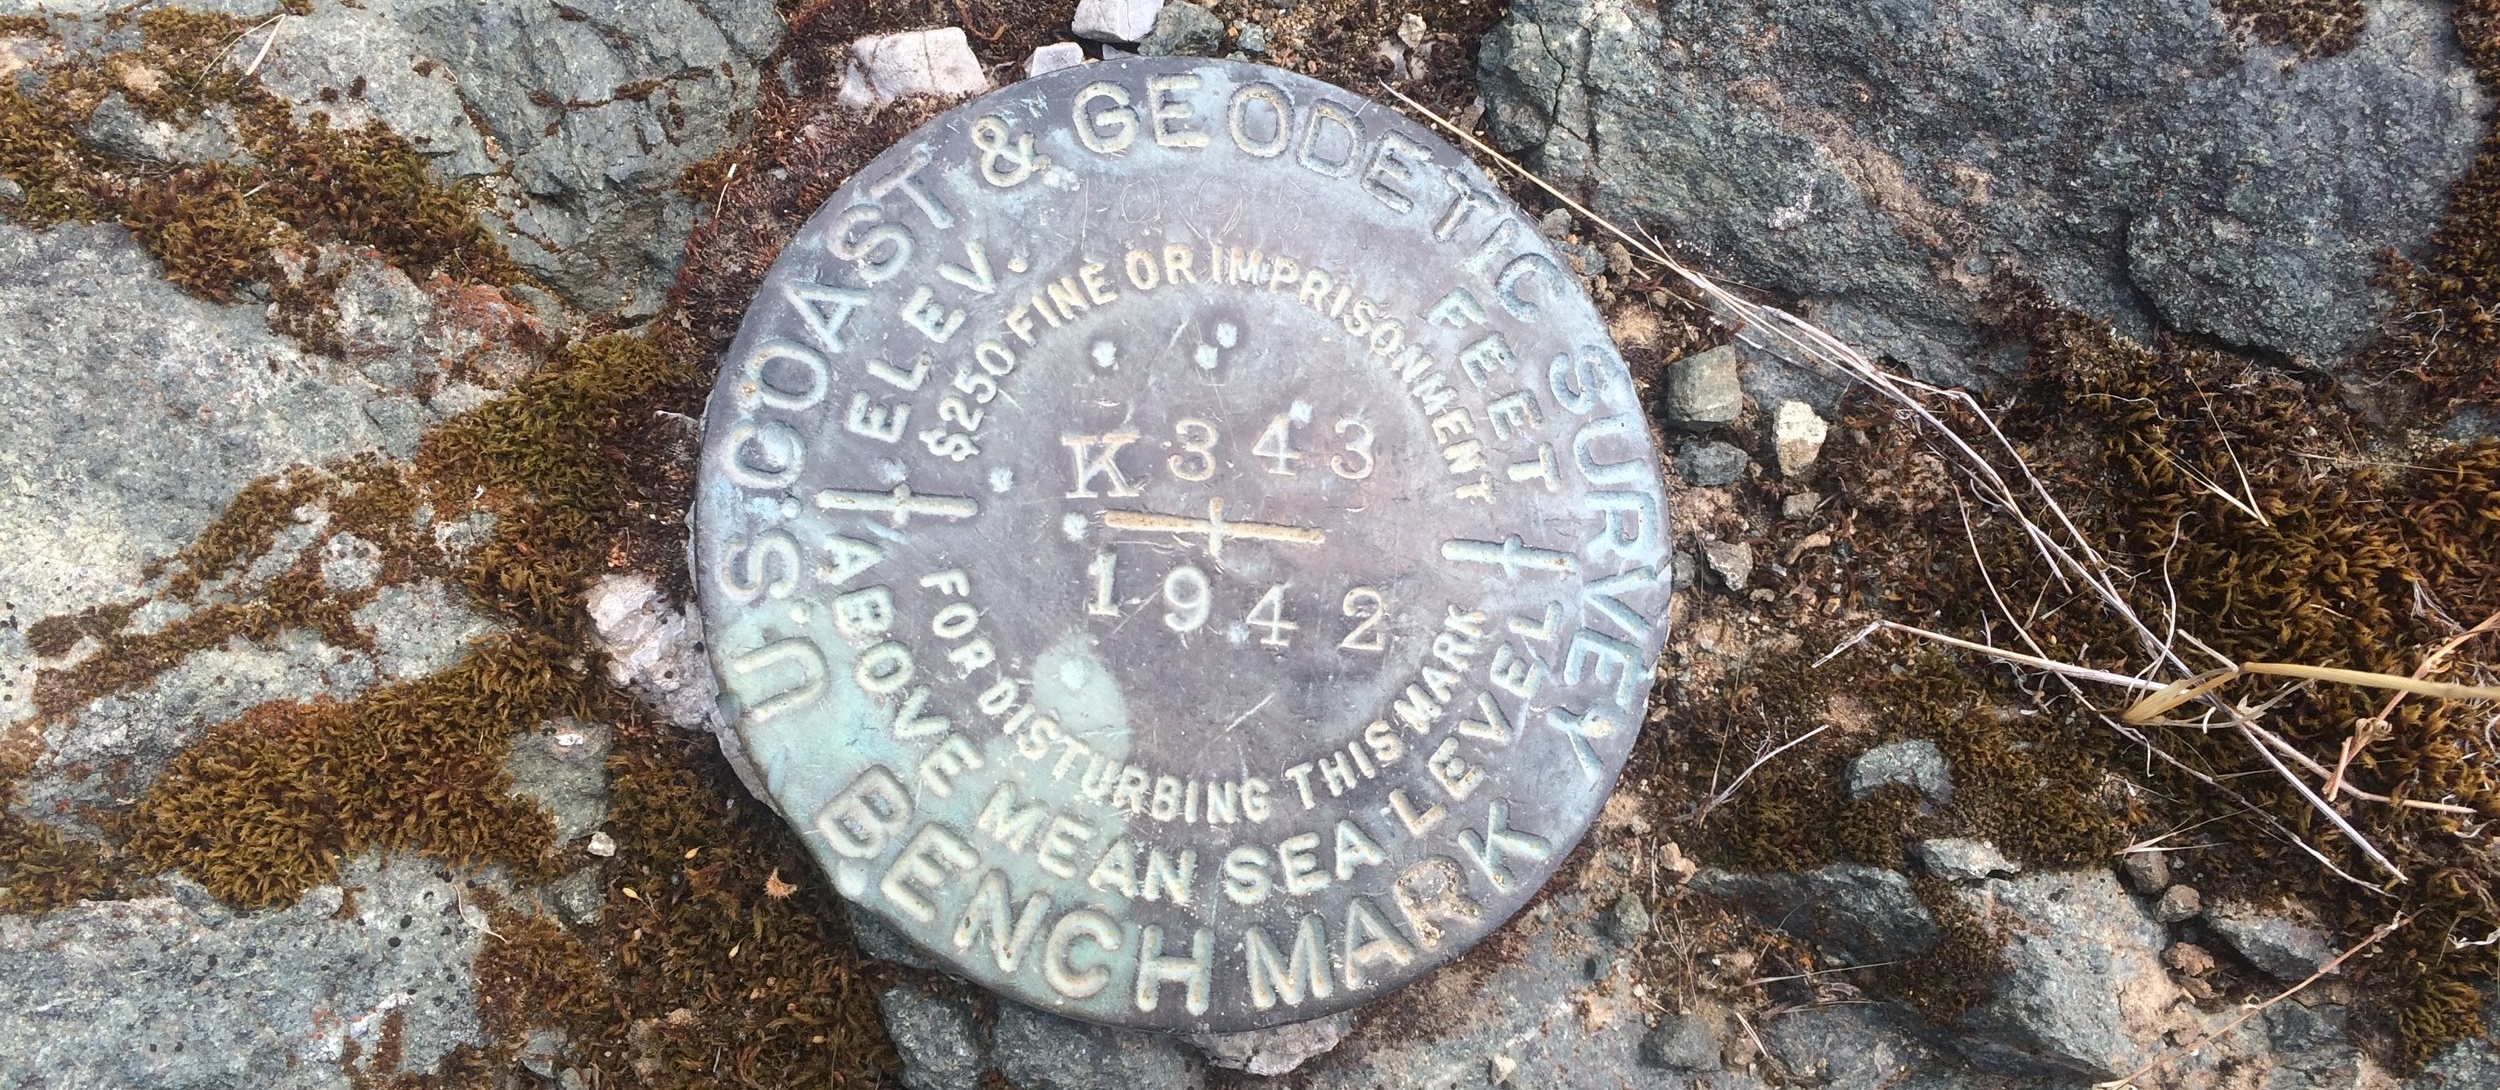 U.S. COAST & GEODETIC SURVEY
ELEV. FEET
$250 FINE OR IMPRISONMENT
K 343
1942
FOR DISTURBING THIS MARK
ABOVE MEAN SEA LEVEL
BENCH MARK